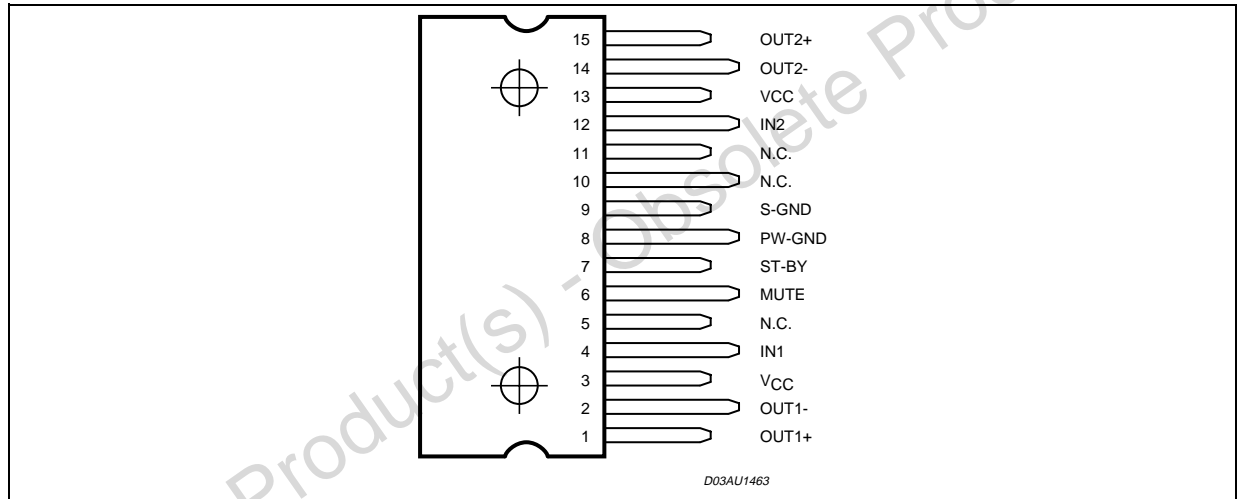 15 OUT2+
14 OUT2-
13 VCC
12 IN2
11 N.C.
10 N.C.
9 S-GND
8 PW-GND
7 ST-BY
6 MUTE
5 N.C.
4 IN1
3 VCC
2 OUT1-
1 OUT1+
D03AU1463
Product(s) - Obsolete Pro